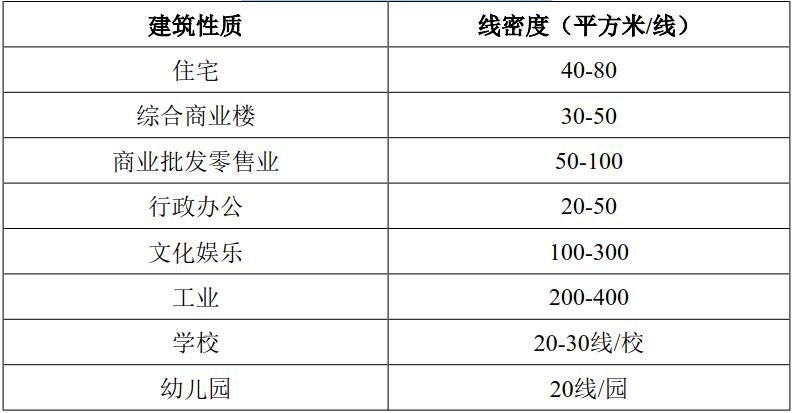 建筑性质 线密度（平方米/线）
住宅 40-80
综合商业楼 30-50
商业批发零售业 50-100
行政办公 20-50
文化娱乐 100-300
工业 200-400
学校 20-30线/校
幼儿园 20线/园